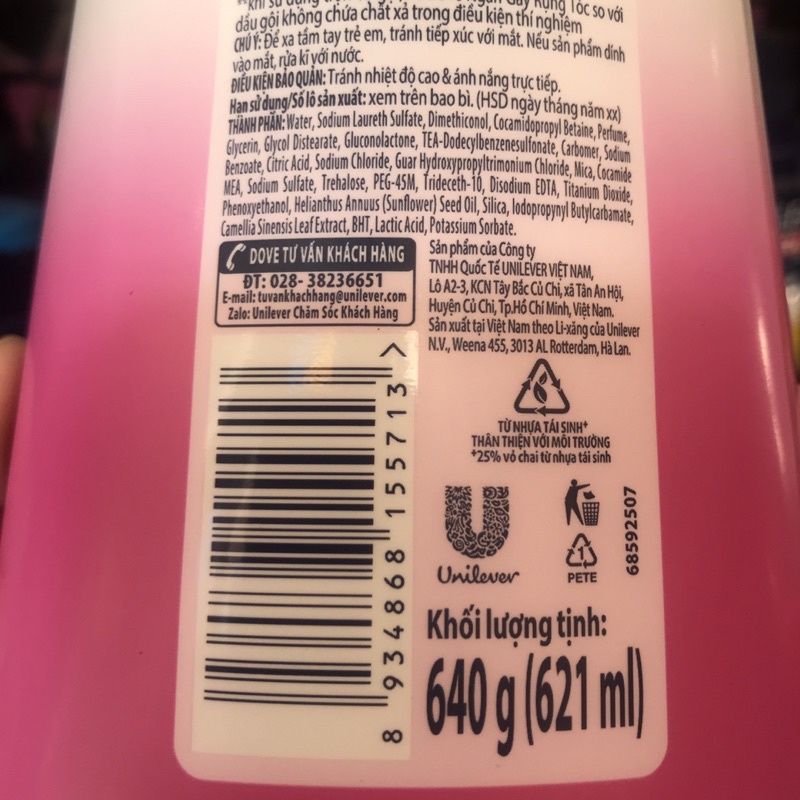 dầu gội không chứa chất xả trong điều kiện thí nghiệm
CHÚ Ý: Để xa tầm tay trẻ em, tránh tiếp xúc với mắt. Nếu sản phẩm dính
vào mắt, rửa kĩ với nước.
ĐIỀU KIỆN BẢO QUẢN: Tránh nhiệt độ cao & ánh nắng trực tiếp.
Hạn sử dụng/Số lô sản xuất: xem trên bao bì. (HSD ngày tháng năm xx)
THÀNH PHẦN: Water, Sodium Laureth Sulfate, Dimethiconol, Cocamidopropyl Betaine, Perfume,
Glycerin, Glycol Distearate, Gluconolactone, TEA-Dodecylbenzenesulfonate, Carbomer, Sodium
Benzoate, Citric Acid, Sodium Chloride, Guar Hydroxypropyltrimonium Chloride, Mica, Cocamide
MEA, Sodium Sulfate, Trehalose, PEG-45M, Trideceth-10, Disodium EDTA, Titanium Dioxide,
Phenoxyethanol, Helianthus Annuus (Sunflower) Seed Oil, Silica, Iodopropynyl Butylcarbamate,
Camellia Sinensis Leaf Extract, BHT, Lactic Acid, Potassium Sorbate.
DOVE TƯ VẤN KHÁCH HÀNG
ĐT: 028- 38236651
E-mail: tuvankhachhang@unilever.com
Zalo: Unilever Chăm Sóc Khách Hàng
Sản phẩm của Công ty
TNHH Quốc Tế UNILEVER VIỆT NAM,
Lô A2-3, KCN Tây Bắc Củ Chi, xã Tân An Hội,
Huyện Củ Chi, Tp.Hồ Chí Minh, Việt Nam.
Sản xuất tại Việt Nam theo Li-xăng của Unilever
N.V., Weena 455, 3013 AL Rotterdam, Hà Lan.
TỪ NHỰA TÁI SINH+
THÂN THIỆN VỚI MÔI TRƯỜNG
+25% vỏ chai từ nhựa tái sinh
8 934868 155713 >
Unilever
1
PETE
68592507
Khối lượng tịnh:
640 g (621 ml)